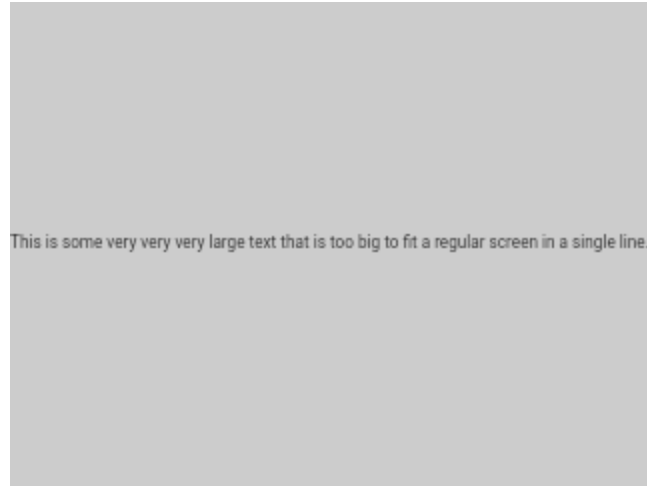 This is some very very very large text that is too big to fit a regular screen in a single line.